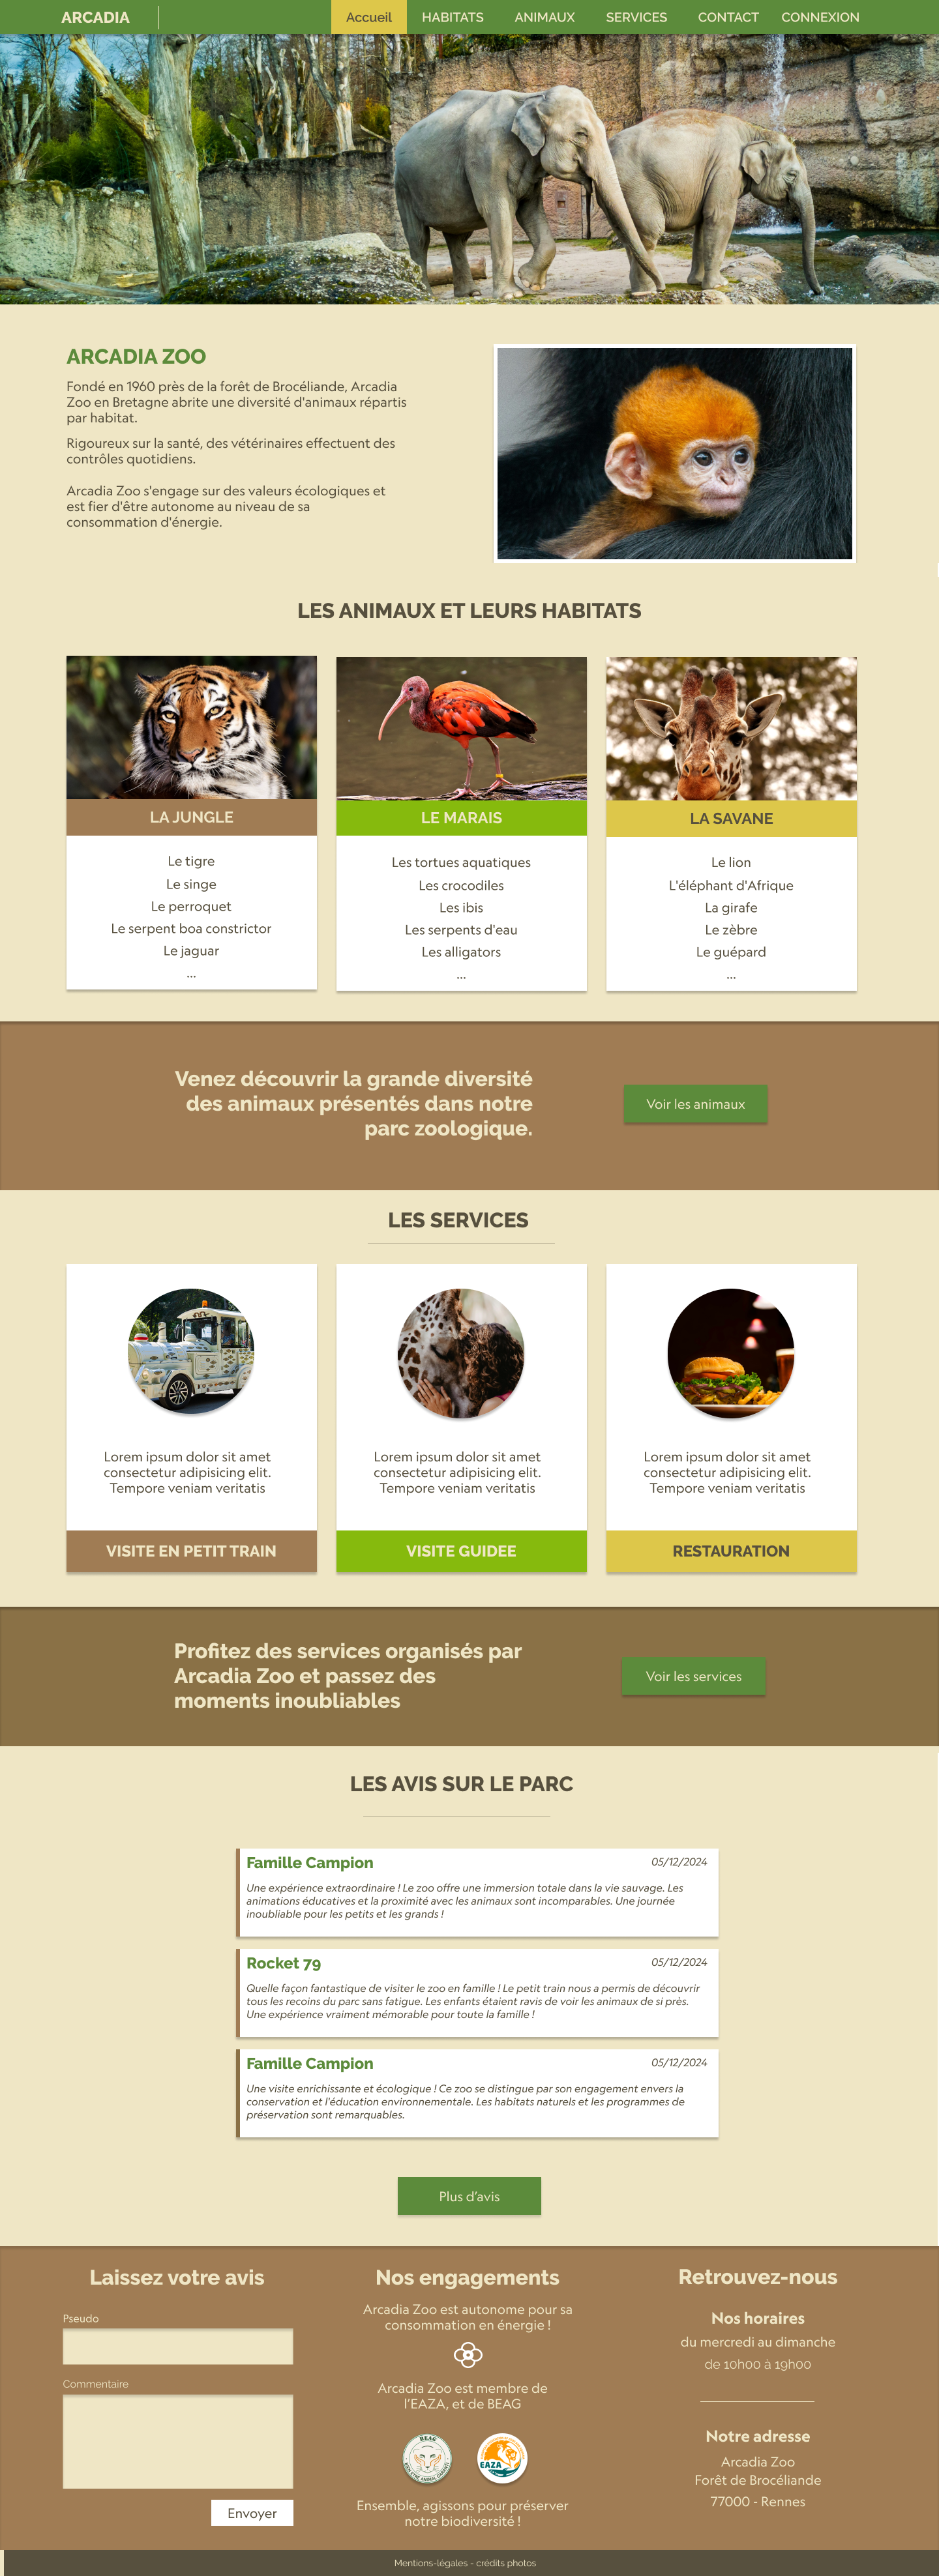 ARCADIA
Accueil
HABITATS
ANIMAUX
SERVICES
CONTACT
CONNEXION
ARCADIA ZOO
Fondé en 1960 près de la forêt de Brocéliande, Arcadia
Zoo en Bretagne abrite une diversité d'animaux répartis
par habitat.
Rigoureux sur la santé, des vétérinaires effectuent des
contrôles quotidiens.
Arcadia Zoo s'engage sur des valeurs écologiques et
est fier d'être autonome au niveau de sa
consommation d'énergie.
LES ANIMAUX ET LEURS HABITATS
LA JUNGLE
Le tigre
Le singe
Le perroquet
Le serpent boa constrictor
Le jaguar
...
LE MARAIS
Les tortues aquatiques
Les crocodiles
Les ibis
Les serpents d'eau
Les alligators
...
LA SAVANE
Le lion
L'éléphant d'Afrique
La girafe
Le zèbre
Le guépard
...
Venez découvrir la grande diversité
des animaux présentés dans notre
parc zoologique.
Voir les animaux
LES SERVICES
Lorem ipsum dolor sit amet
consectetur adipisicing elit.
Tempore veniam veritatis
VISITE EN PETIT TRAIN
Lorem ipsum dolor sit amet
consectetur adipisicing elit.
Tempore veniam veritatis
VISITE GUIDEE
Lorem ipsum dolor sit amet
consectetur adipisicing elit.
Tempore veniam veritatis
RESTAURATION
Profitez des services organisés par
Arcadia Zoo et passez des
moments inoubliables
Voir les services
LES AVIS SUR LE PARC
Famille Campion
05/12/2024
Une expérience extraordinaire ! Le zoo offre une immersion totale dans la vie sauvage. Les
animations éducatives et la proximité avec les animaux sont incomparables. Une journée
inoubliable pour les petits et les grands !
Rocket 79
05/12/2024
Quelle façon fantastique de visiter le zoo en famille ! Le petit train nous a permis de découvrir
tous les recoins du parc sans fatigue. Les enfants étaient ravis de voir les animaux de si près.
Une expérience vraiment mémorable pour toute la famille !
Famille Campion
05/12/2024
Une visite enrichissante et écologique ! Ce zoo se distingue par son engagement envers la
conservation et l'éducation environnementale. Les habitats naturels et les programmes de
préservation sont remarquables.
Plus d'avis
Laissez votre avis
Pseudo
Commentaire
Envoyer
Nos engagements
Arcadia Zoo est autonome pour sa
consommation en énergie !
Arcadia Zoo est membre de
l'EAZA, et de BEAG
BEAG
EAZA
Ensemble, agissons pour préserver
notre biodiversité !
Retrouvez-nous
Nos horaires
du mercredi au dimanche
de 10h00 à 19h00
Notre adresse
Arcadia Zoo
Forêt de Brocéliande
77000 - Rennes
Mentions-légales - crédits photos